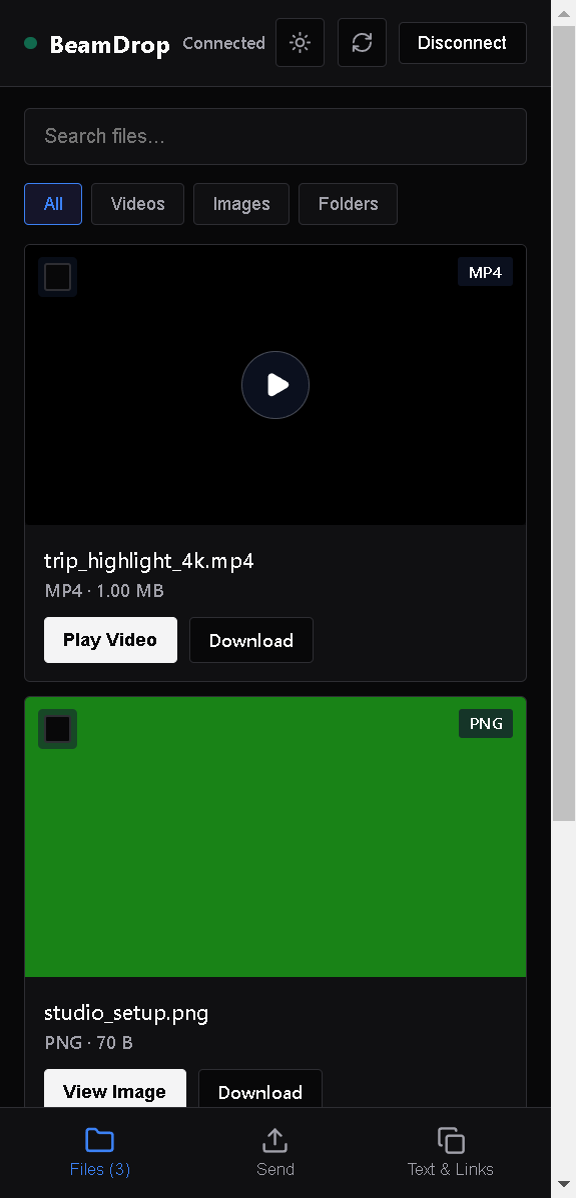 BeamDrop Connected Disconnect
Search files...
All Videos Images Folders
MP4
trip_highlight_4k.mp4
MP4 · 1.00 MB
Play Video Download
PNG
studio_setup.png
PNG · 70 B
View Image Download
Files (3) Send Text & Links